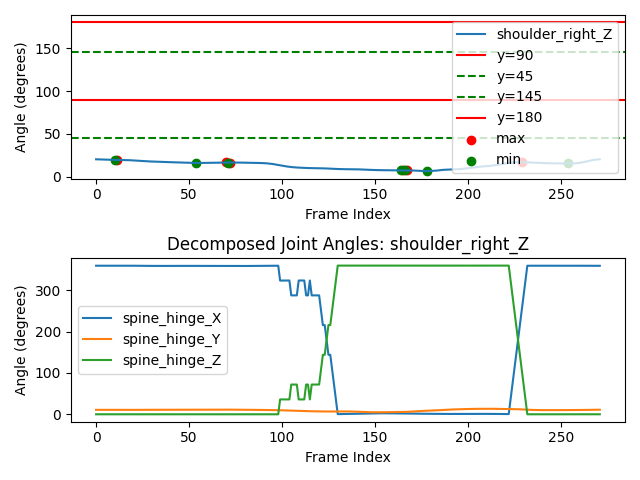 Angle (degrees)
150
100
50
0
0
50
100
150
200
250
Frame Index
shoulder_right_Z
y=90
y=45
y=145
y=180
max
min
Decomposed Joint Angles: shoulder_right_Z
Angle (degrees)
300
200
100
0
0
50
100
150
200
250
Frame Index
spine_hinge_X
spine_hinge_Y
spine_hinge_Z